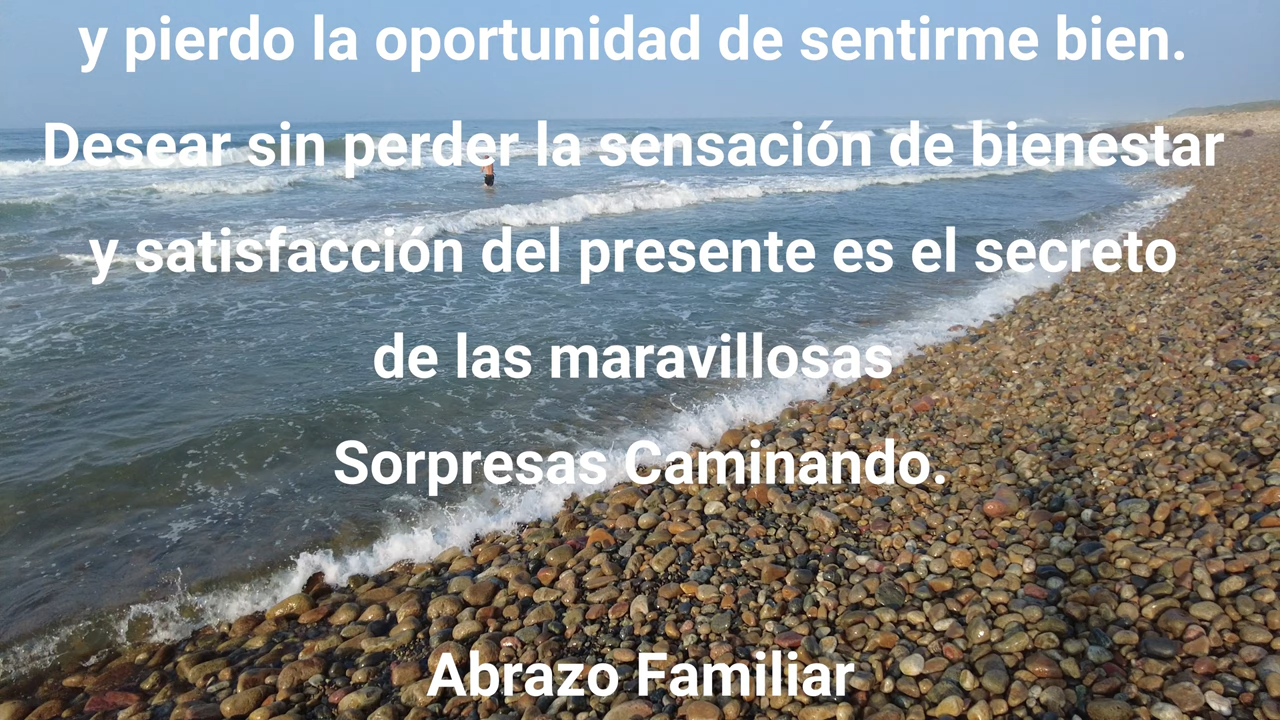 y pierdo la oportunidad de sentirme bien.
Desear sin perder la sensación de bienestar
y satisfacción del presente es el secreto
de las maravillosas
Sorpresas Caminando.
Abrazo Familiar